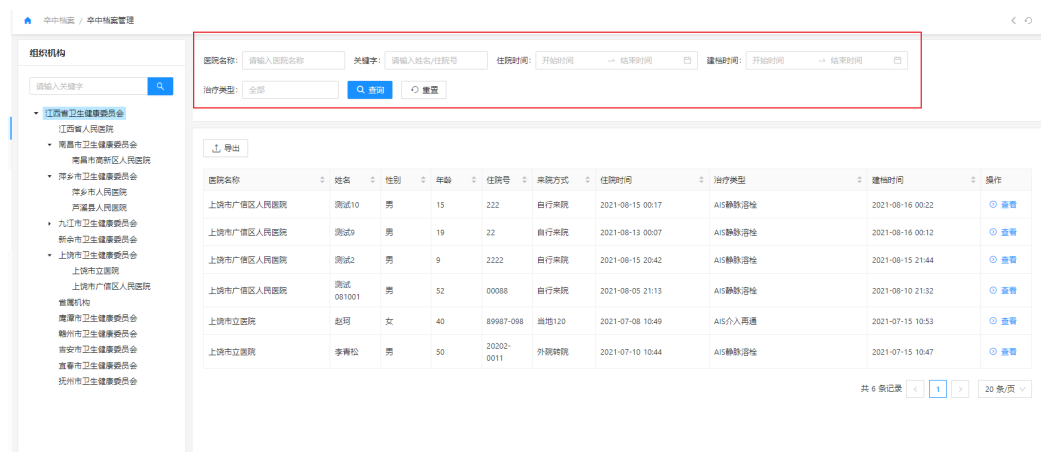 卒中档案 / 卒中档案管理
组织机构
请输入关键字
江西省卫生健康委员会
江西省人民医院
南昌市卫生健康委员会
南昌市高新区人民医院
萍乡市卫生健康委员会
萍乡市人民医院
芦溪县人民医院
九江市卫生健康委员会
新余市卫生健康委员会
上饶市卫生健康委员会
上饶市立医院
上饶市广信区人民医院
省属机构
鹰潭市卫生健康委员会
赣州市卫生健康委员会
吉安市卫生健康委员会
宜春市卫生健康委员会
抚州市卫生健康委员会
医院名称: 请输入医院名称 关键字: 请输入姓名/住院号 住院时间: 开始时间 → 结束时间 建档时间: 开始时间 → 结束时间
治疗类型: 全部 查询 重置
导出
医院名称 姓名 性别 年龄 住院号 来院方式 住院时间 治疗类型 建档时间 操作
上饶市广信区人民医院 测试10 男 15 222 自行来院 2021-08-15 00:17 AIS静脉溶栓 2021-08-16 00:22 查看
上饶市广信区人民医院 测试9 男 19 22 自行来院 2021-08-13 00:07 AIS静脉溶栓 2021-08-16 00:12 查看
上饶市广信区人民医院 测试2 男 9 2222 自行来院 2021-08-15 20:42 AIS静脉溶栓 2021-08-15 21:44 查看
上饶市广信区人民医院 测试081001 男 52 00088 自行来院 2021-08-05 21:13 AIS静脉溶栓 2021-08-10 21:32 查看
上饶市立医院 赵珂 女 40 89987-098 当地120 2021-07-08 10:49 AIS介入再通 2021-07-15 10:53 查看
上饶市立医院 李青松 男 50 20202-0011 外院转院 2021-07-10 10:44 AIS静脉溶栓 2021-07-15 10:47 查看
共 6 条记录 < 1 > 20 条/页